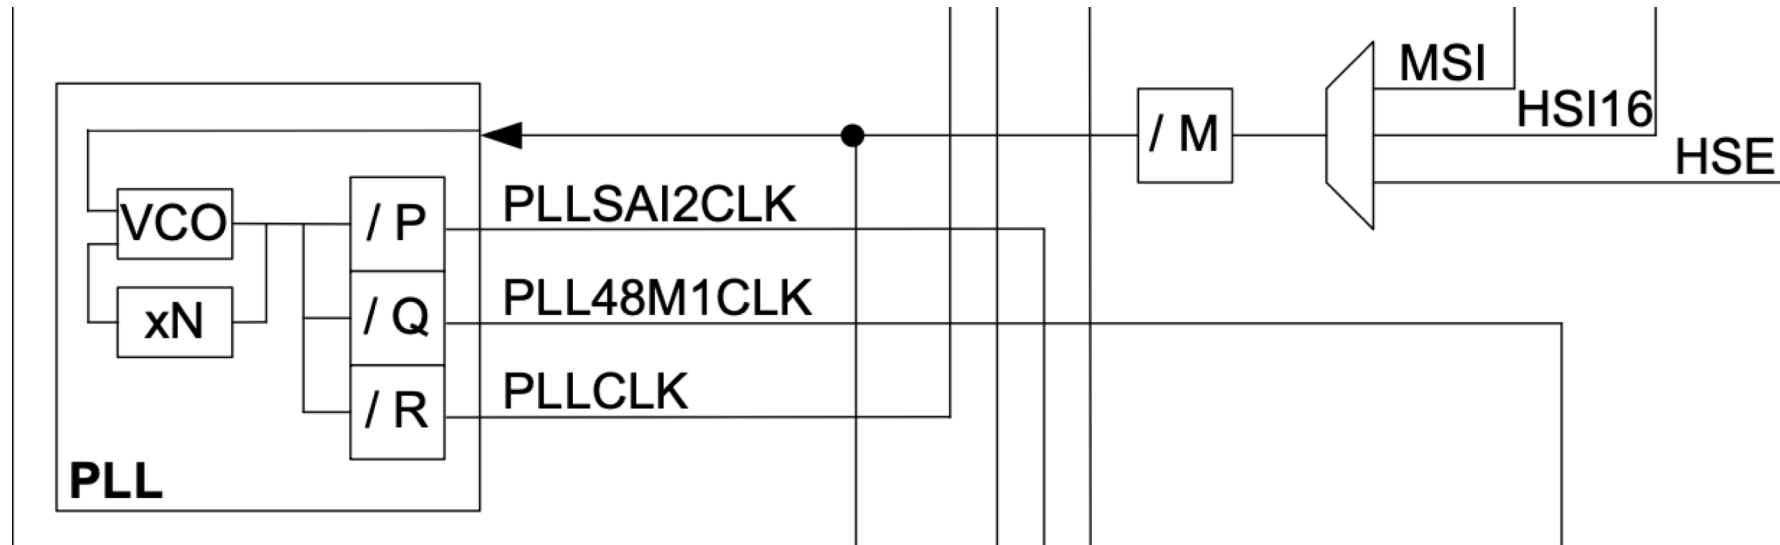 MSI
HSI16
/ M
HSE
PLLSAI2CLK
VCO
/ P
PLL48M1CLK
xN
/ Q
PLLCLK
/ R
PLL